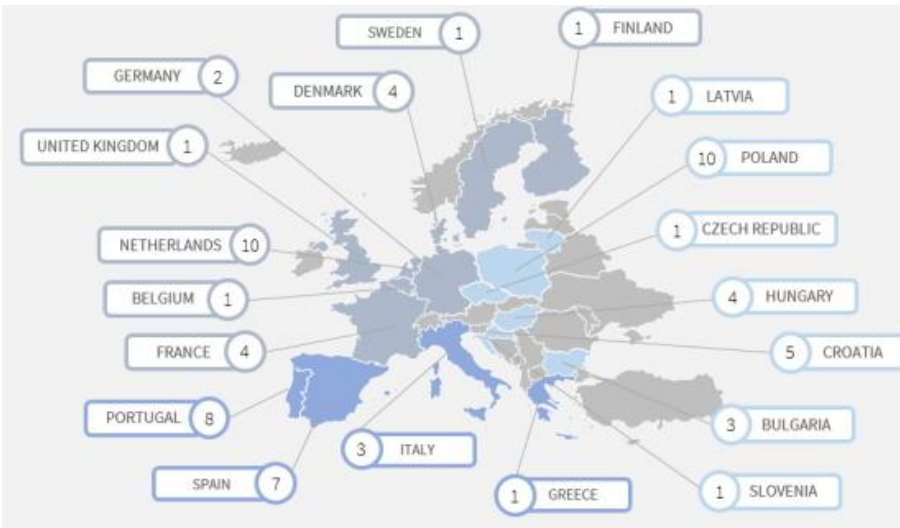 SWEDEN 1
1 FINLAND
GERMANY 2
DENMARK 4
1 LATVIA
UNITED KINGDOM 1
10 POLAND
NETHERLANDS 10
1 CZECH REPUBLIC
BELGIUM 1
4 HUNGARY
FRANCE 4
5 CROATIA
PORTUGAL 8
3 BULGARIA
3 ITALY
SPAIN 7
1 GREECE
1 SLOVENIA